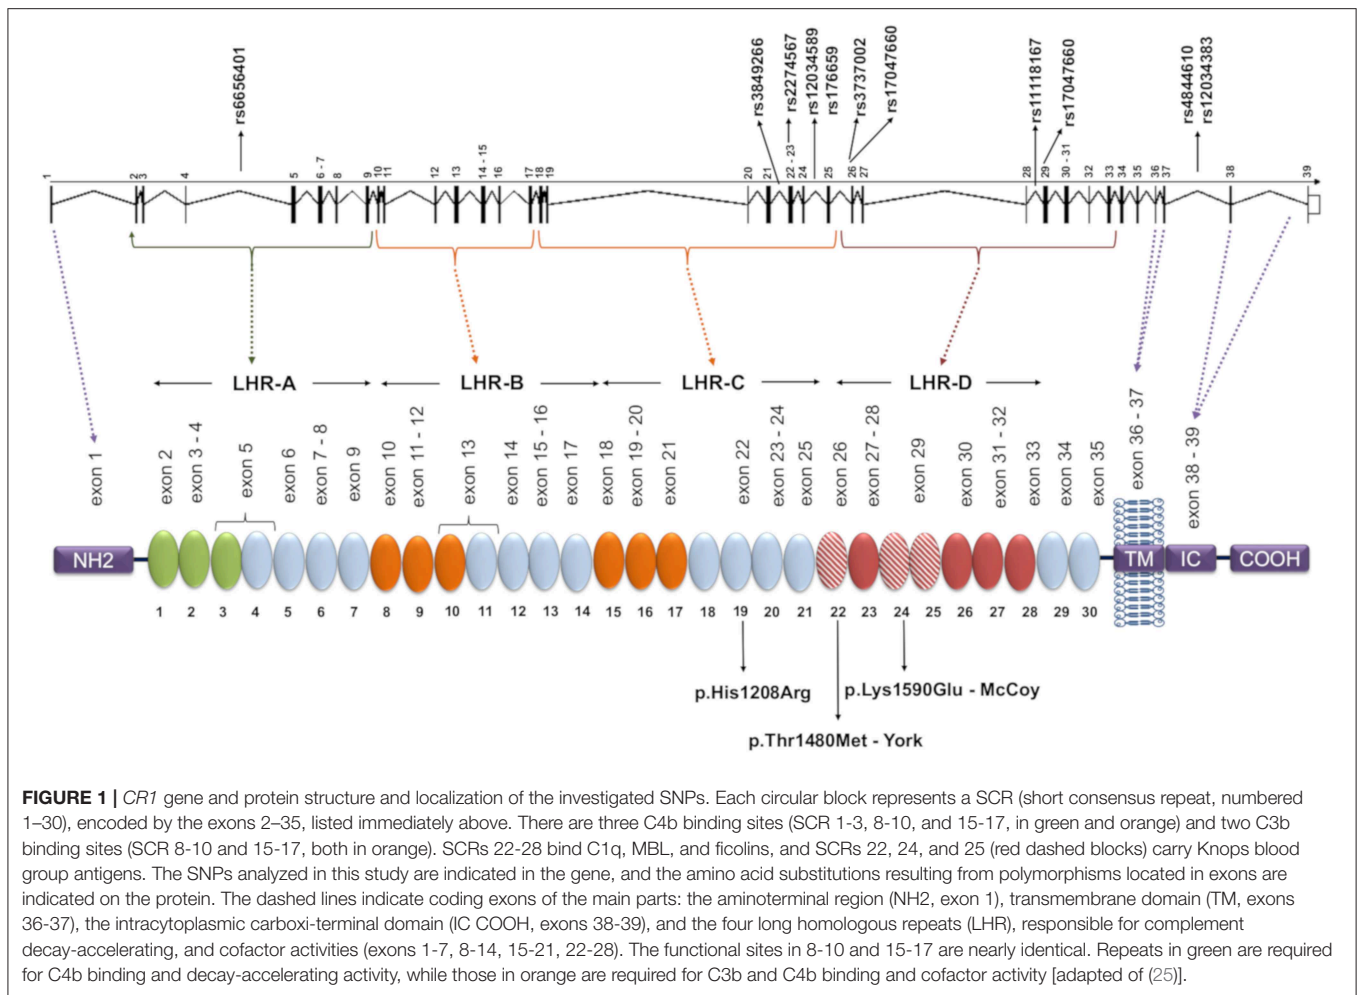 rs6656401
rs3849266
rs2274567
rs12034589
rs176659
rs3737002
rs17047660
rs11118167
rs17047660
rs4844610
rs12034383
1 2 3 4 5 6 - 7 8 9 10 11 12 13 14 - 15 16 17 18 19 20 21 22 - 23 24 25 26 27 28 29 30 - 31 32 33 34 35 36 37 38 39
LHR-A LHR-B LHR-C LHR-D
exon 1
exon 2
exon 3 - 4
exon 5
exon 6
exon 7 - 8
exon 9
exon 10
exon 11 - 12
exon 13
exon 14
exon 15 - 16
exon 17
exon 18
exon 19 - 20
exon 21
exon 22
exon 23 - 24
exon 25
exon 26
exon 27 - 28
exon 29
exon 30
exon 31 - 32
exon 33
exon 34
exon 35
exon 36 - 37
exon 38 - 39
NH2 TM IC COOH
1 2 3 4 5 6 7 8 9 10 11 12 13 14 15 16 17 18 19 20 21 22 23 24 25 26 27 28 29 30
p.His1208Arg p.Lys1590Glu - McCoy
p.Thr1480Met - York
FIGURE 1 | CR1 gene and protein structure and localization of the investigated SNPs. Each circular block represents a SCR (short consensus repeat, numbered
1–30), encoded by the exons 2–35, listed immediately above. There are three C4b binding sites (SCR 1-3, 8-10, and 15-17, in green and orange) and two C3b
binding sites (SCR 8-10 and 15-17, both in orange). SCRs 22-28 bind C1q, MBL, and ficolins, and SCRs 22, 24, and 25 (red dashed blocks) carry Knops blood
group antigens. The SNPs analyzed in this study are indicated in the gene, and the amino acid substitutions resulting from polymorphisms located in exons are
indicated on the protein. The dashed lines indicate coding exons of the main parts: the aminoterminal region (NH2, exon 1), transmembrane domain (TM, exons
36-37), the intracytoplasmic carboxi-terminal domain (IC COOH, exons 38-39), and the four long homologous repeats (LHR), responsible for complement
decay-accelerating, and cofactor activities (exons 1-7, 8-14, 15-21, 22-28). The functional sites in 8-10 and 15-17 are nearly identical. Repeats in green are required
for C4b binding and decay-accelerating activity, while those in orange are required for C3b and C4b binding and cofactor activity [adapted of (25)].